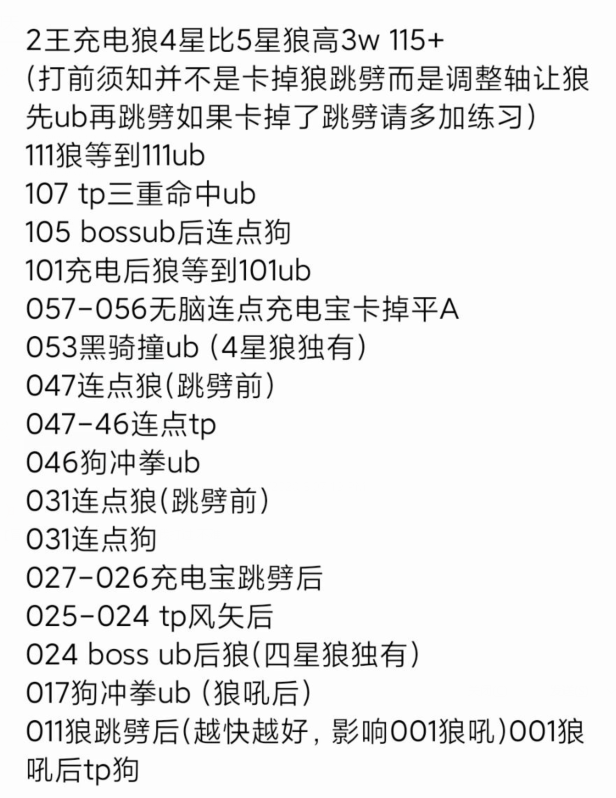 2王充电狼4星比5星狼高3w 115+
(打前须知并不是卡掉狼跳劈而是调整轴让狼
先ub再跳劈如果卡掉了跳劈请多加练习)
111狼等到111ub
107 tp三重命中ub
105 bossub后连点狗
101充电后狼等到101ub
057-056无脑连点充电宝卡掉平A
053黑骑撞ub (4星狼独有)
047连点狼(跳劈前)
047-46连点tp
046狗冲拳ub
031连点狼(跳劈前)
031连点狗
027-026充电宝跳劈后
025-024 tp风矢后
024 boss ub后狼(四星狼独有)
017狗冲拳ub (狼吼后)
011狼跳劈后(越快越好, 影响001狼吼)001狼
吼后tp狗